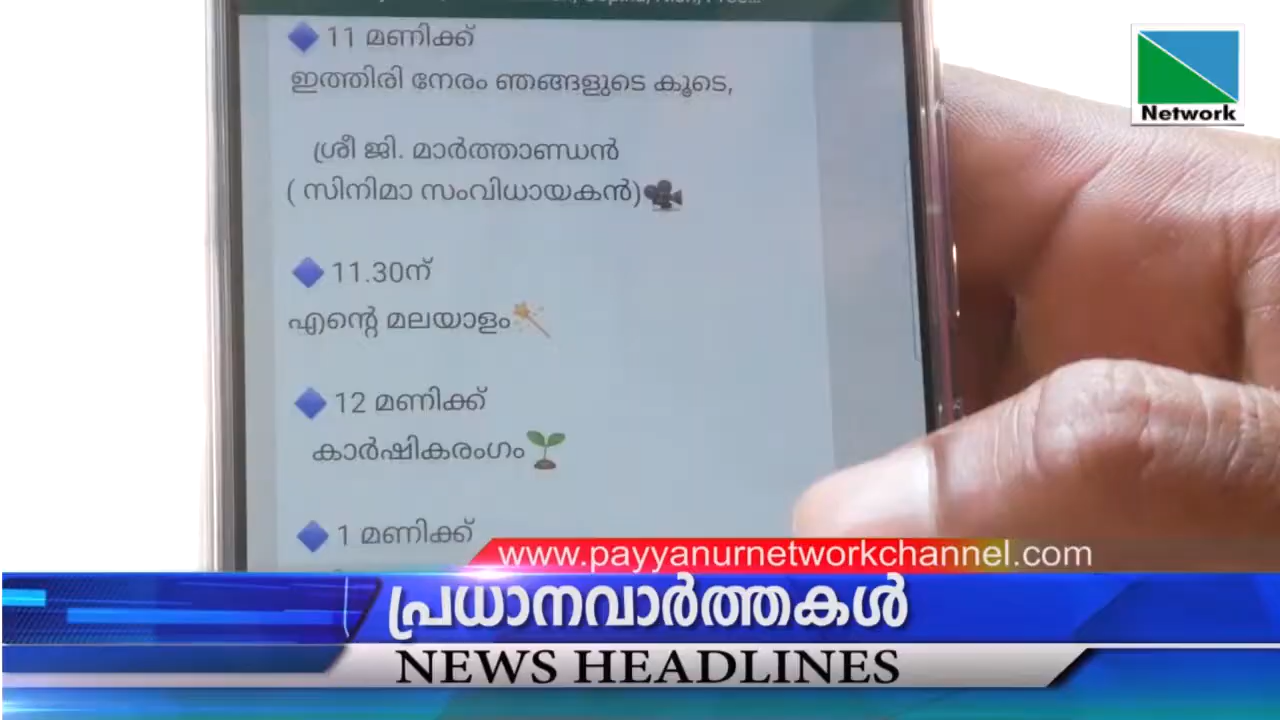 11 മണിക്ക്
ഇത്തിരി നേരം ഞങ്ങളുടെ കൂടെ,
ശ്രീ ജി. മാർത്താണ്ഡൻ
( സിനിമാ സംവിധായകൻ)
11.30ന്
എന്റെ മലയാളം
12 മണിക്ക്
കാർഷികരംഗം
1 മണിക്ക്
Network
www.payyanurnetworkchannel.com
പ്രധാനവാർത്തകൾ
NEWS HEADLINES